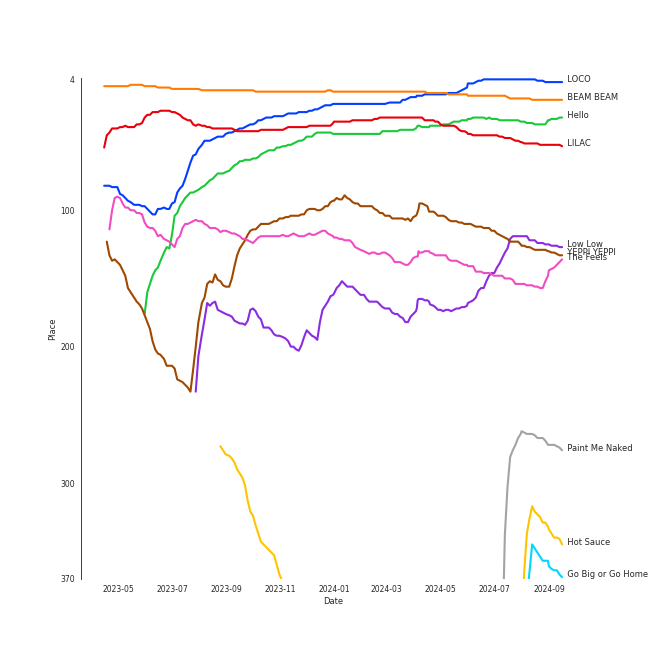 4
LOCO
BEAM BEAM
Hello
LILAC
100
Low Low
YEPPI YEPPI
The Feels
Place
200
Paint Me Naked
300
Hot Sauce
Go Big or Go Home
370
2023-05 2023-07 2023-09 2023-11 2024-01 2024-03 2024-05 2024-07 2024-09
Date